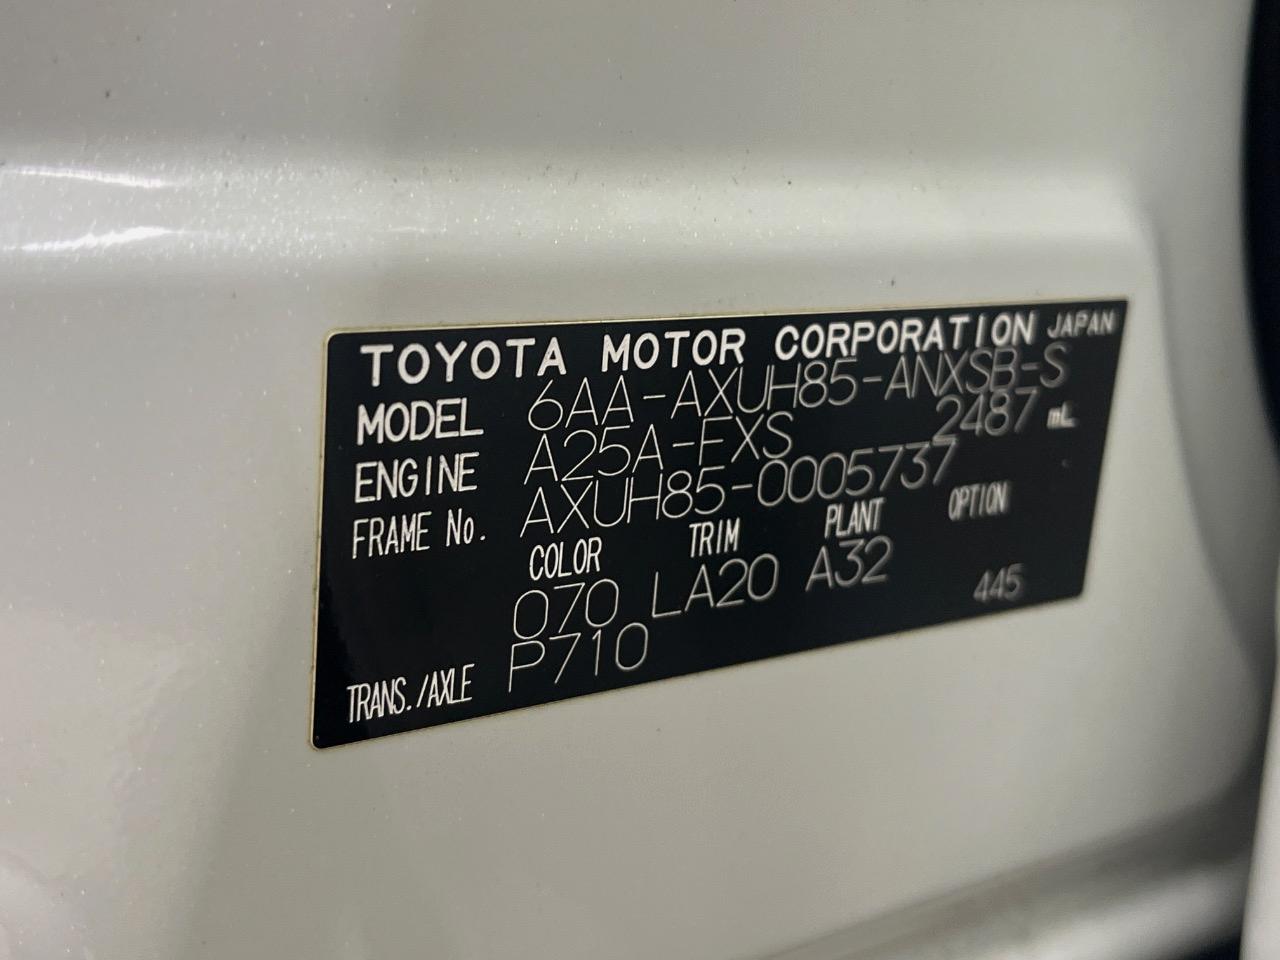 TOYOTA MOTOR CORPORATION JAPAN
MODEL 6AA-AXUH85-ANXSB-S
ENGINE A25A-FXS 2487 mL
FRAME No. AXUH85-0005737
COLOR TRIM PLANT OPTION
070 LA20 A32 445
TRANS./AXLE P710